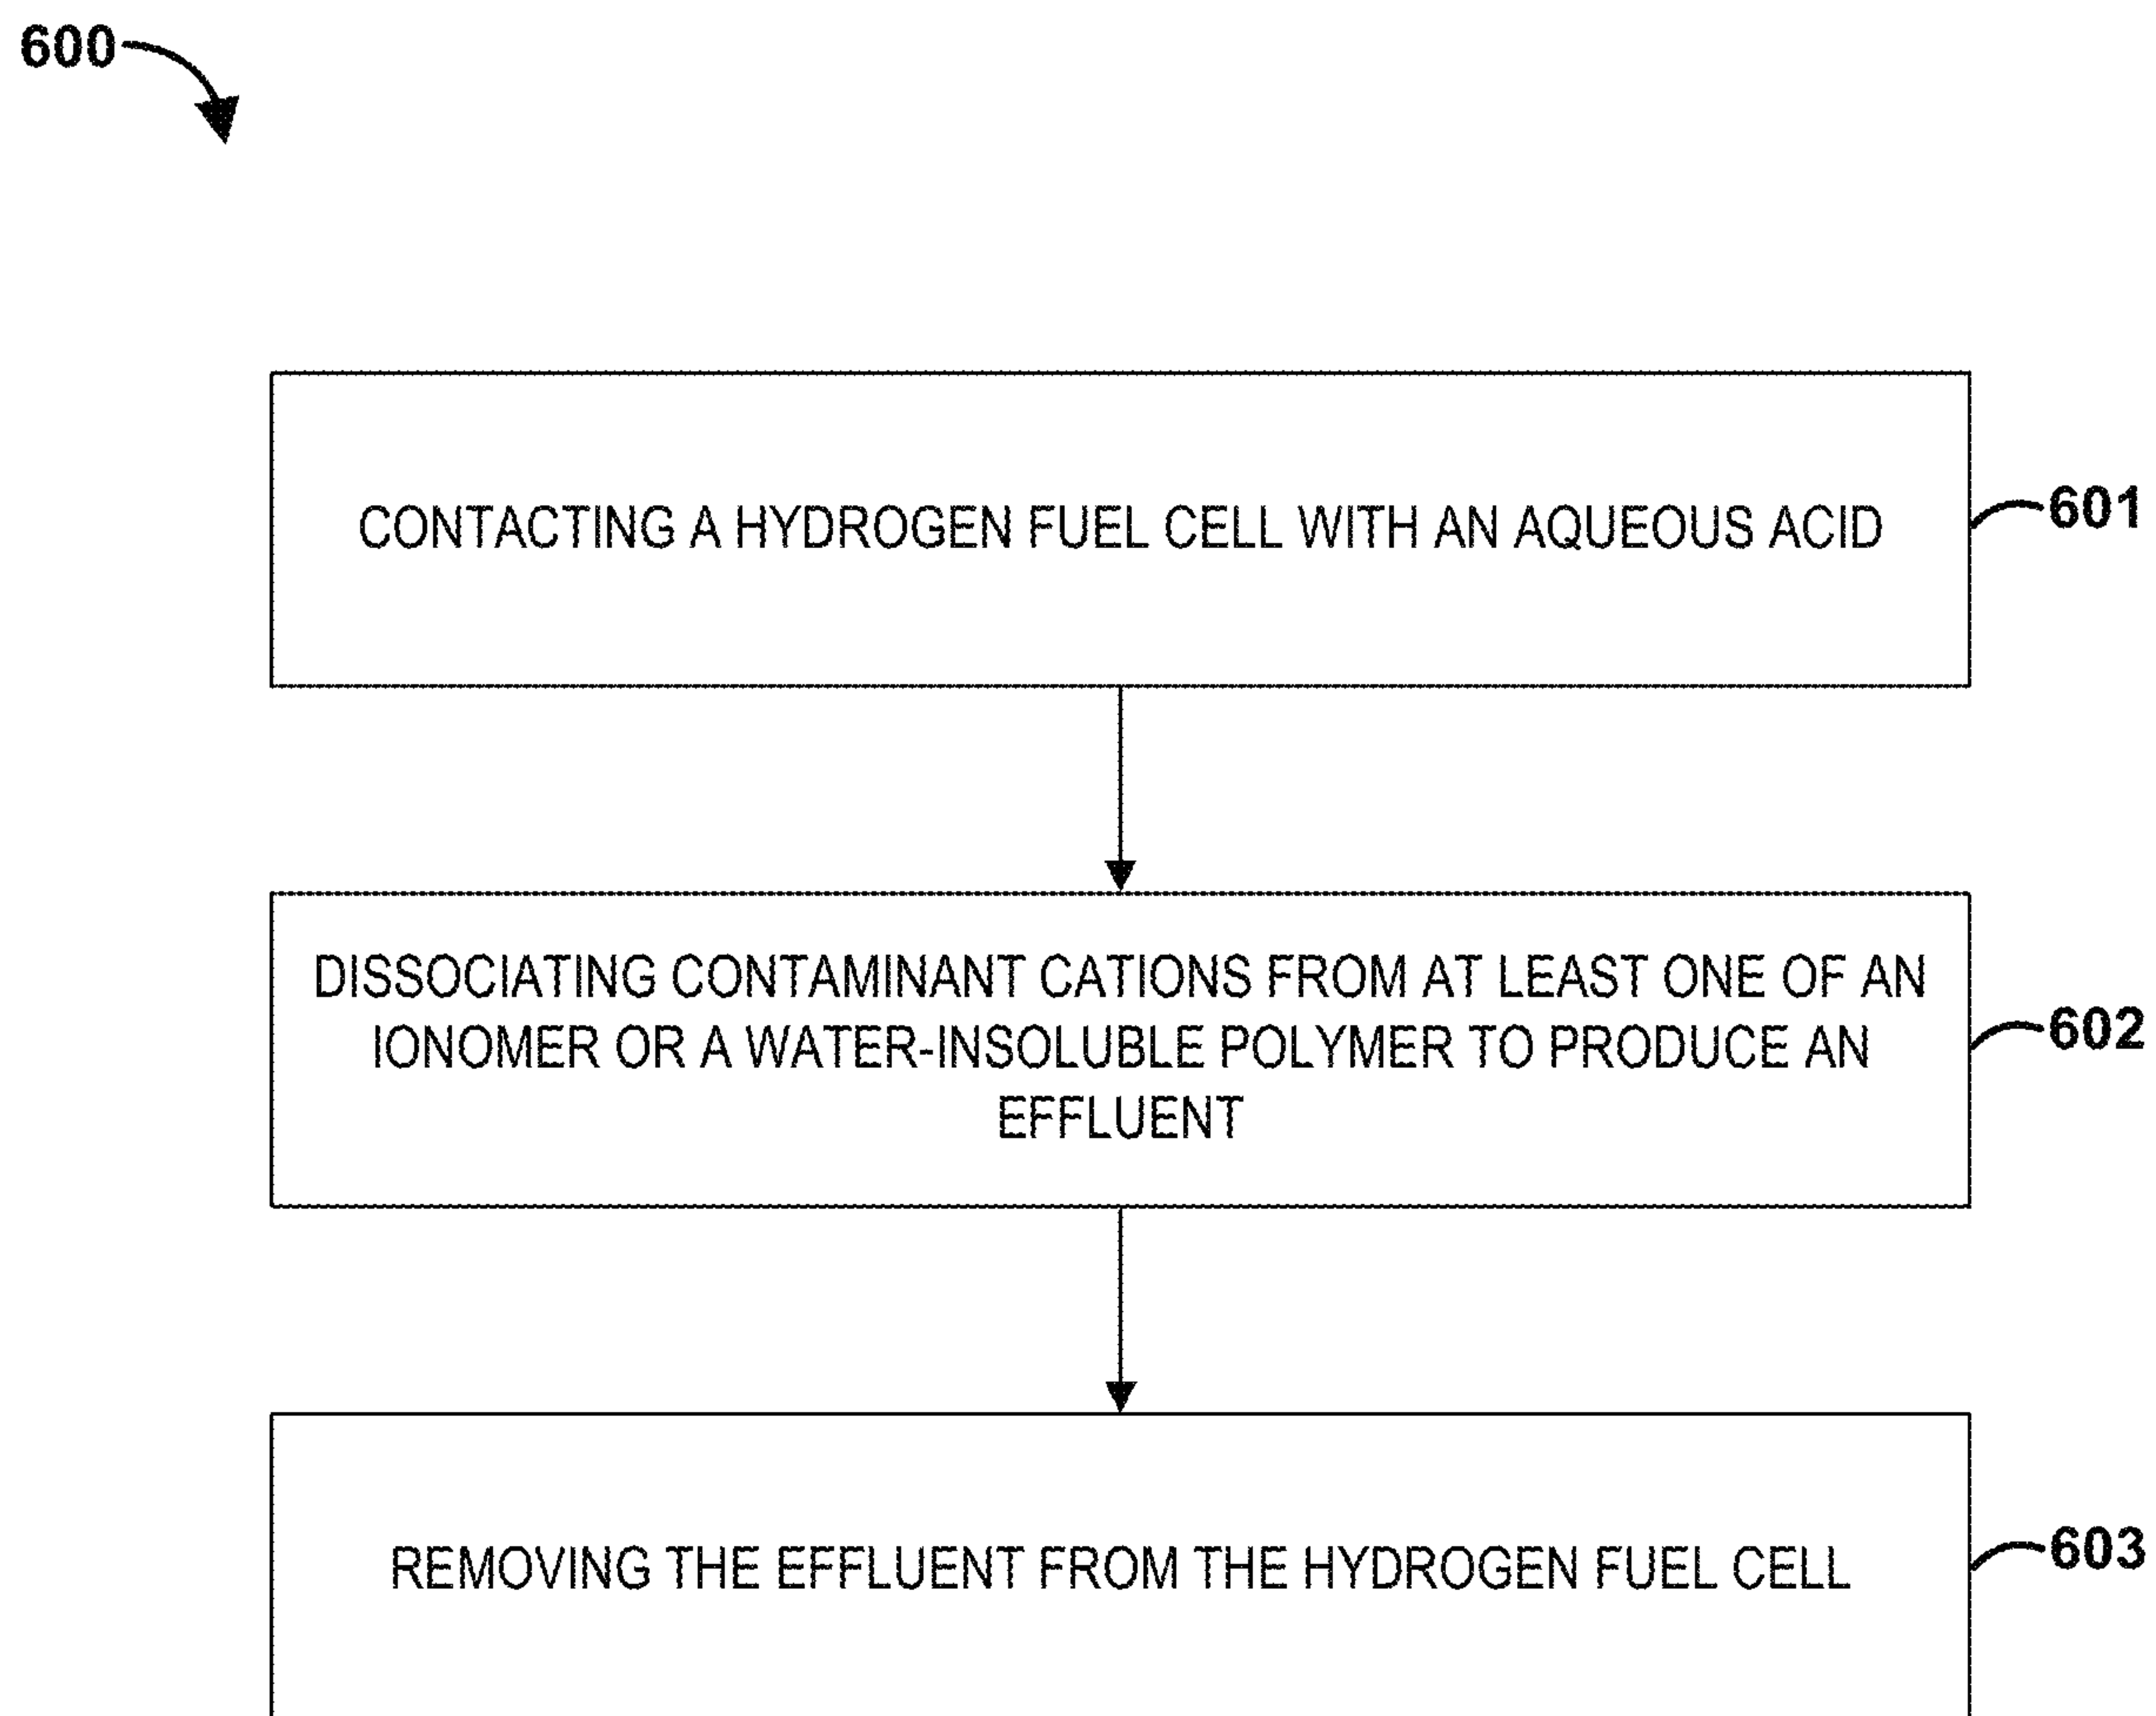 600
CONTACTING A HYDROGEN FUEL CELL WITH AN AQUEOUS ACID
601
DISSOCIATING CONTAMINANT CATIONS FROM AT LEAST ONE OF AN
IONOMER OR A WATER-INSOLUBLE POLYMER TO PRODUCE AN
EFFLUENT
602
REMOVING THE EFFLUENT FROM THE HYDROGEN FUEL CELL
603